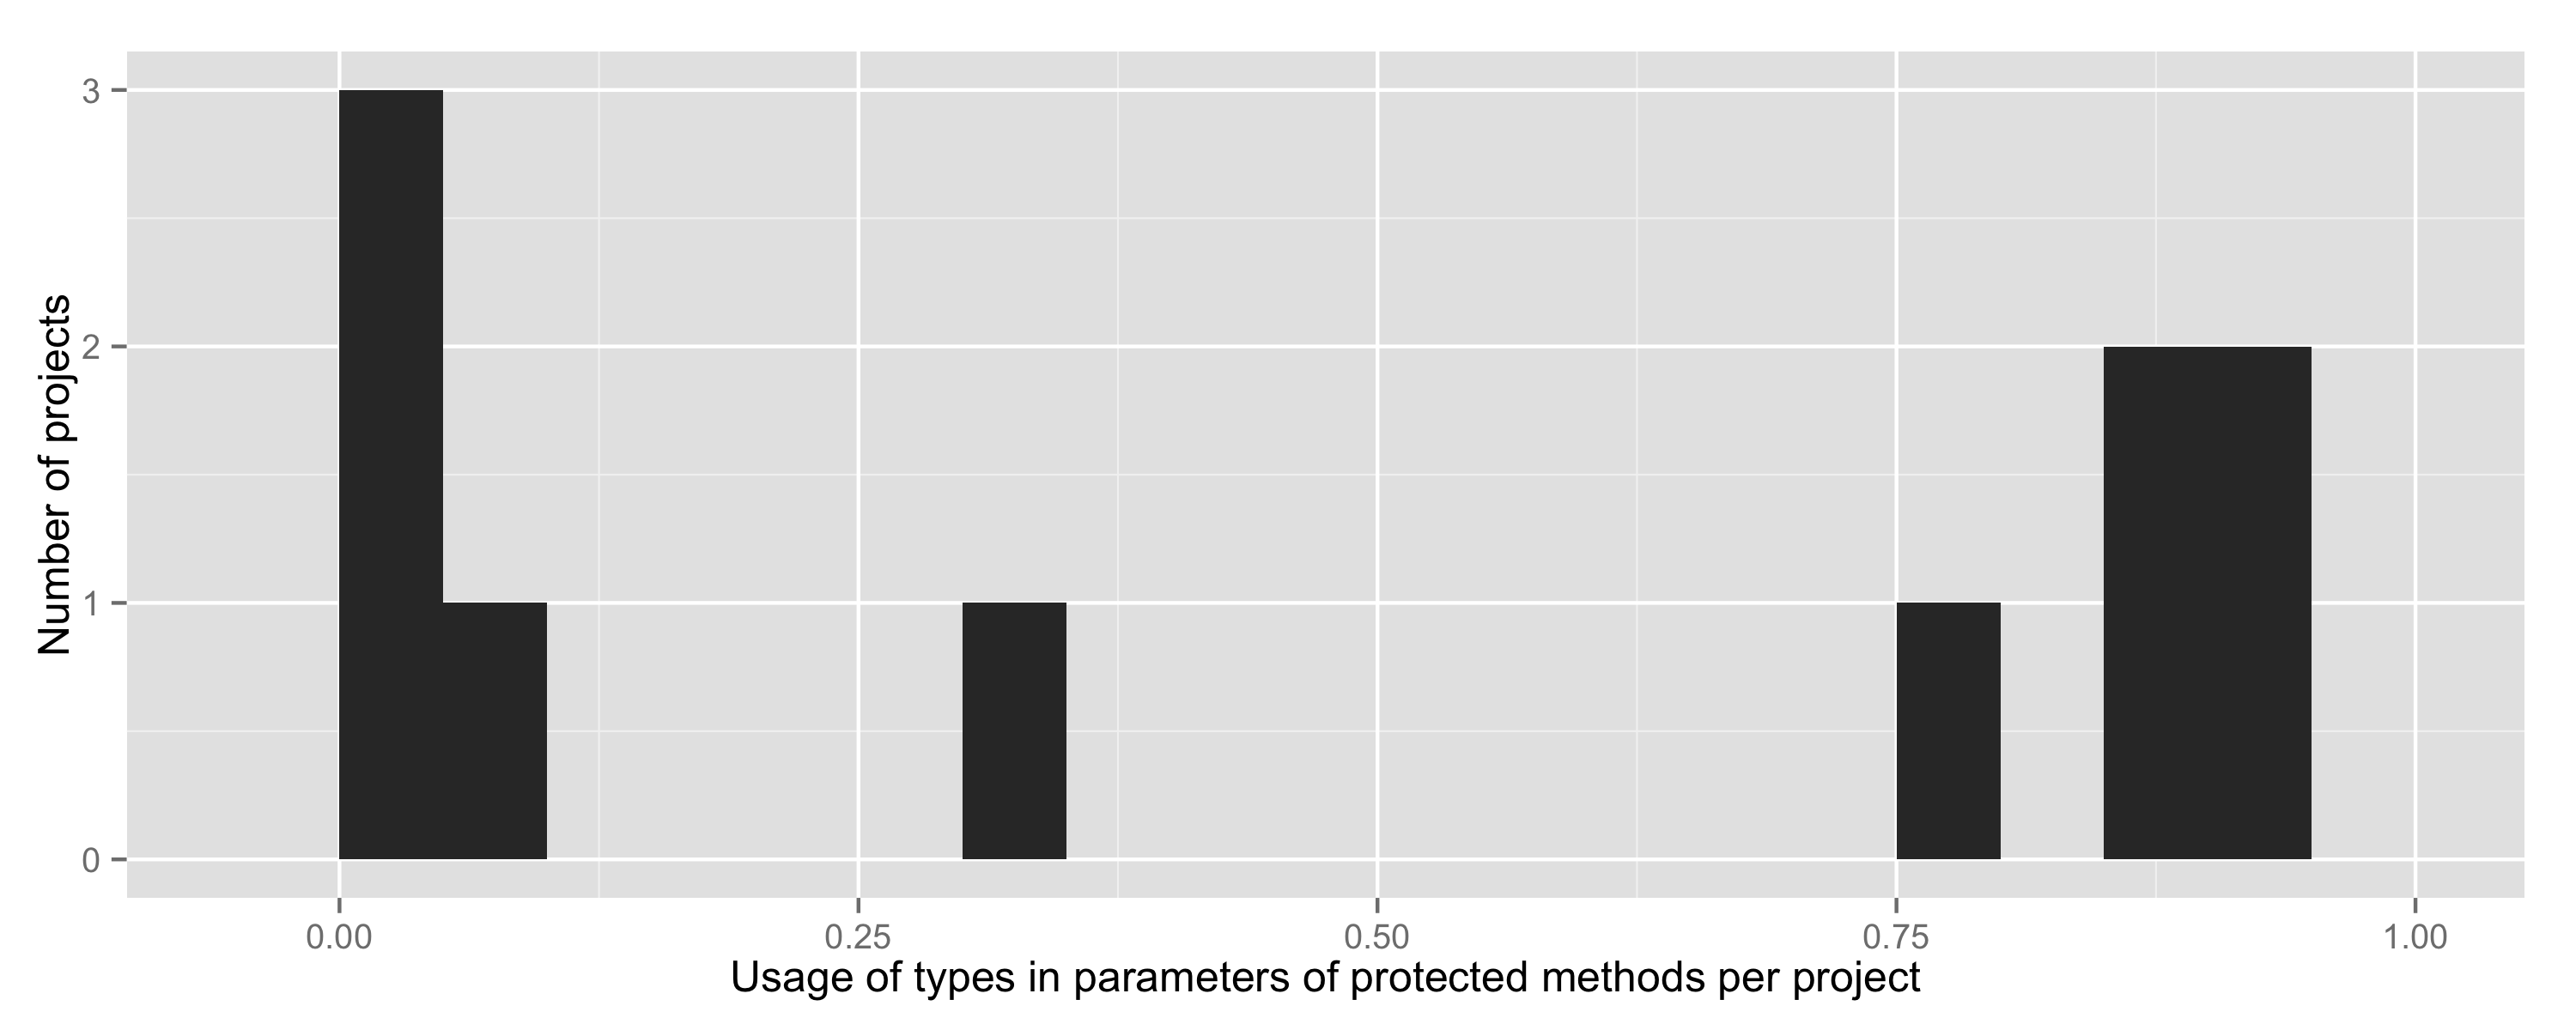 Number of projects
3
2
1
0
0.00 0.25 0.50 0.75 1.00
Usage of types in parameters of protected methods per project